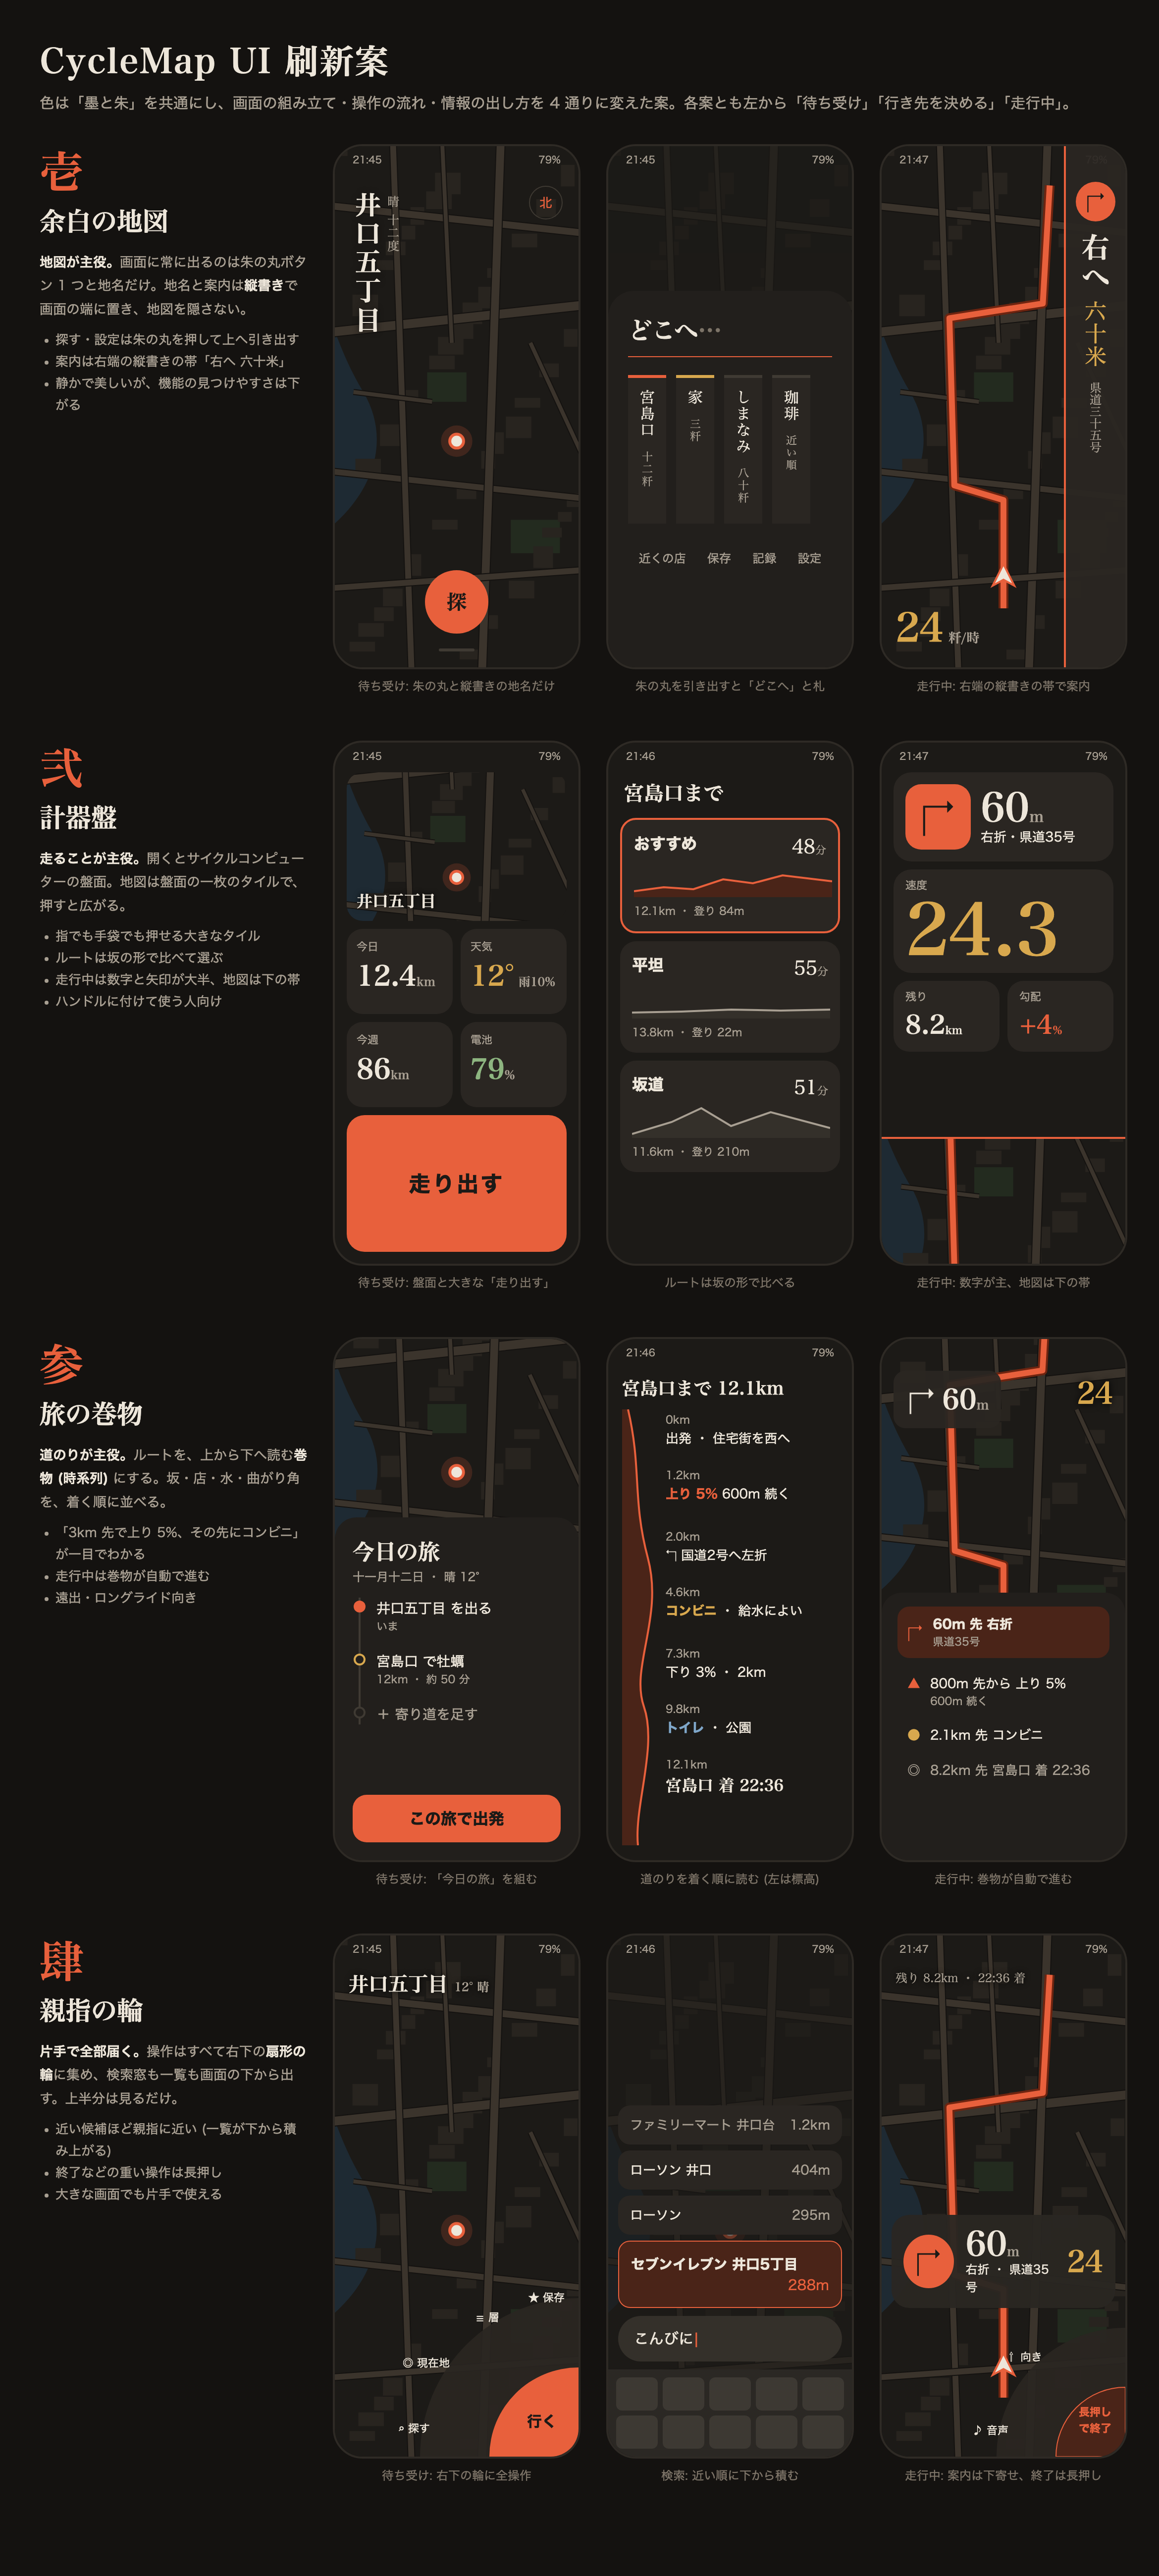 CycleMap UI 刷新案
色は「墨と朱」を共通にし、画面の組み立て・操作の流れ・情報の出し方を 4 通りに変えた案。各案とも左から「待ち受け」「行き先を決める」「走行中」。
壱
余白の地図
地図が主役。画面に常に出るのは朱の丸ボタ
ン 1 つと地名だけ。地名と案内は縦書きで
画面の端に置き、地図を隠さない。
• 探す・設定は朱の丸を押して上へ引き出す
• 案内は右端の縦書きの帯「右へ 六十米」
• 静かで美しいが、機能の見つけやすさは下
がる
21:45
79%
井口五丁目
晴 十二度
北
探
待ち受け: 朱の丸と縦書きの地名だけ
21:45
79%
どこへ…
宮島口 十二粁
家 三粁
しまなみ 八十粁
珈琲 近い順
近くの店 保存 記録 設定
朱の丸を引き出すと「どこへ」と札
21:47
79%
右へ 六十米 県道三十五号
24 粁/時
走行中: 右端の縦書きの帯で案内
弐
計器盤
走ることが主役。開くとサイクルコンピュー
ターの盤面。地図は盤面の一枚のタイルで、
押すと広がる。
• 指でも手袋でも押せる大きなタイル
• ルートは坂の形で比べて選ぶ
• 走行中は数字と矢印が大半、地図は下の帯
• ハンドルに付けて使う人向け
21:45
79%
井口五丁目
今日
12.4km
天気
12° 雨10%
今週
86km
電池
79%
走り出す
待ち受け: 盤面と大きな「走り出す」
21:46
79%
宮島口まで
おすすめ 48分
12.1km ・ 登り 84m
平坦 55分
13.8km ・ 登り 22m
坂道 51分
11.6km ・ 登り 210m
ルートは坂の形で比べる
21:47
79%
60m
右折・県道35号
速度
24.3
残り
8.2km
勾配
+4%
走行中: 数字が主、地図は下の帯
参
旅の巻物
道のりが主役。ルートを、上から下へ読む巻
物 (時系列) にする。坂・店・水・曲がり角
を、着く順に並べる。
• 「3km 先で上り 5%、その先にコンビニ」
が一目でわかる
• 走行中は巻物が自動で進む
• 遠出・ロングライド向き
今日の旅
十一月十二日 ・ 晴 12°
井口五丁目 を出る
いま
宮島口 で牡蠣
12km ・ 約 50 分
＋ 寄り道を足す
この旅で出発
待ち受け: 「今日の旅」を組む
21:46
79%
宮島口まで 12.1km
0km
出発 ・ 住宅街を西へ
1.2km
上り 5% 600m 続く
2.0km
↰ 国道2号へ左折
4.6km
コンビニ ・ 給水によい
7.3km
下り 3% ・ 2km
9.8km
トイレ ・ 公園
12.1km
宮島口 着 22:36
道のりを着く順に読む (左は標高)
60m
24
60m 先 右折
県道35号
▲ 800m 先から 上り 5%
600m 続く
● 2.1km 先 コンビニ
◎ 8.2km 先 宮島口 着 22:36
走行中: 巻物が自動で進む
肆
親指の輪
片手で全部届く。操作はすべて右下の扇形の
輪に集め、検索窓も一覧も画面の下から出
す。上半分は見るだけ。
• 近い候補ほど親指に近い (一覧が下から積
み上がる)
• 終了などの重い操作は長押し
• 大きな画面でも片手で使える
21:45
79%
井口五丁目 12° 晴
★ 保存
≡ 層
◎ 現在地
⌕ 探す
行く
待ち受け: 右下の輪に全操作
21:46
79%
ファミリーマート 井口台 1.2km
ローソン 井口 404m
ローソン 295m
セブンイレブン 井口5丁目
288m
こんびに
検索: 近い順に下から積む
21:47
79%
残り 8.2km ・ 22:36 着
60m
右折 ・ 県道35
号
24
↑ 向き
♪ 音声
長押し
で終了
走行中: 案内は下寄せ、終了は長押し